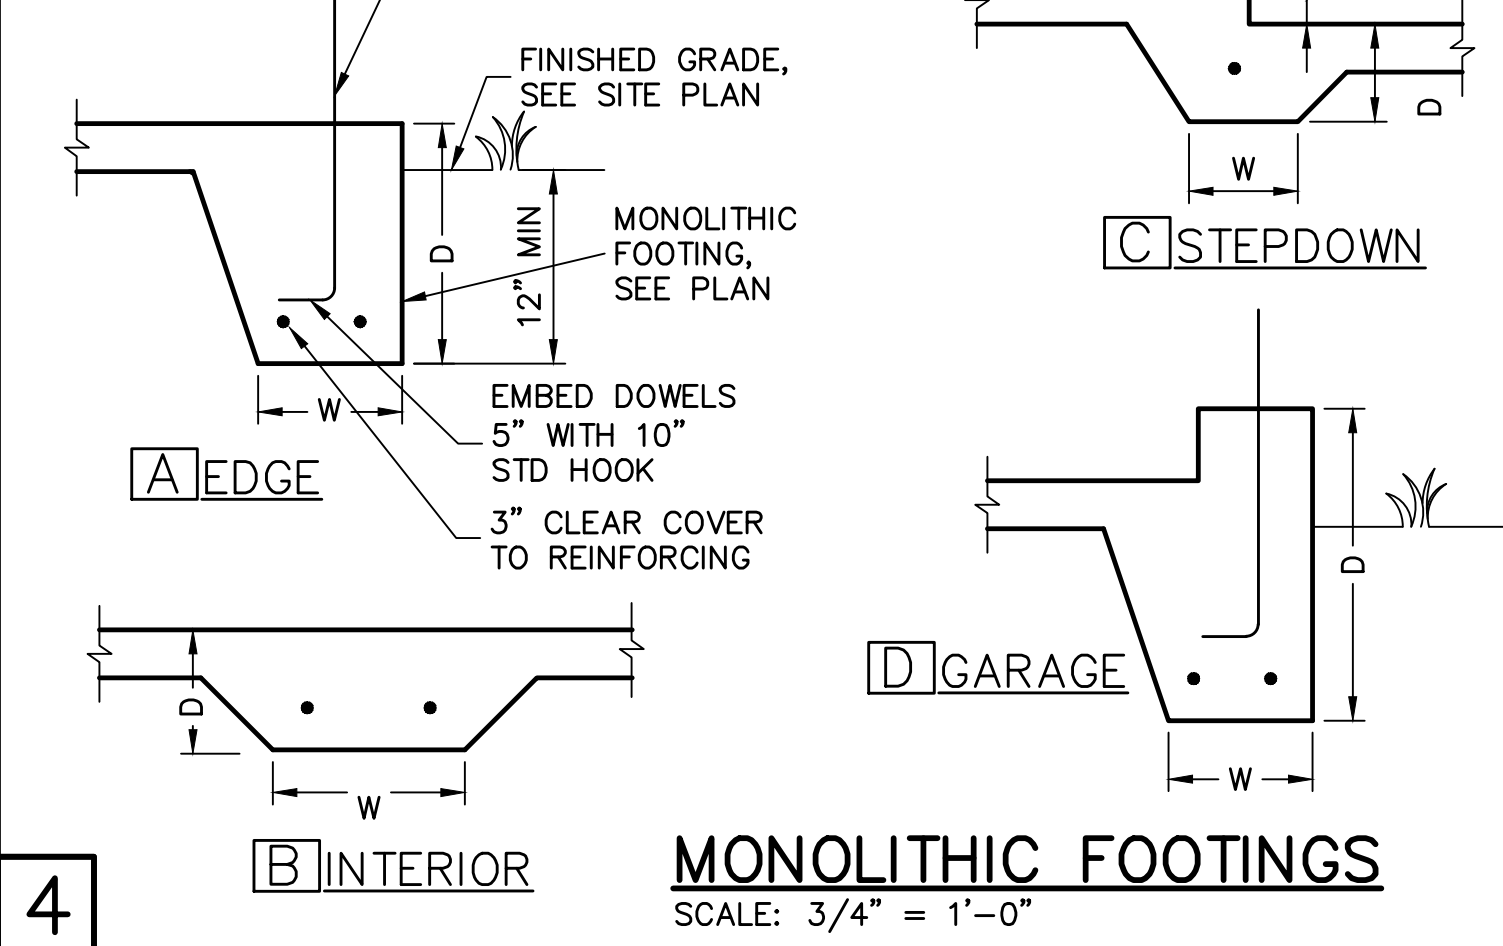 FINISHED GRADE,
SEE SITE PLAN
D
12" MIN
MONOLITHIC
FOOTING,
SEE PLAN
W
EMBED DOWELS
5" WITH 10"
STD HOOK
3" CLEAR COVER
TO REINFORCING
A EDGE
D
W
B INTERIOR
D
W
C STEPDOWN
D
W
D GARAGE
MONOLITHIC FOOTINGS
SCALE: 3/4" = 1'-0"
4